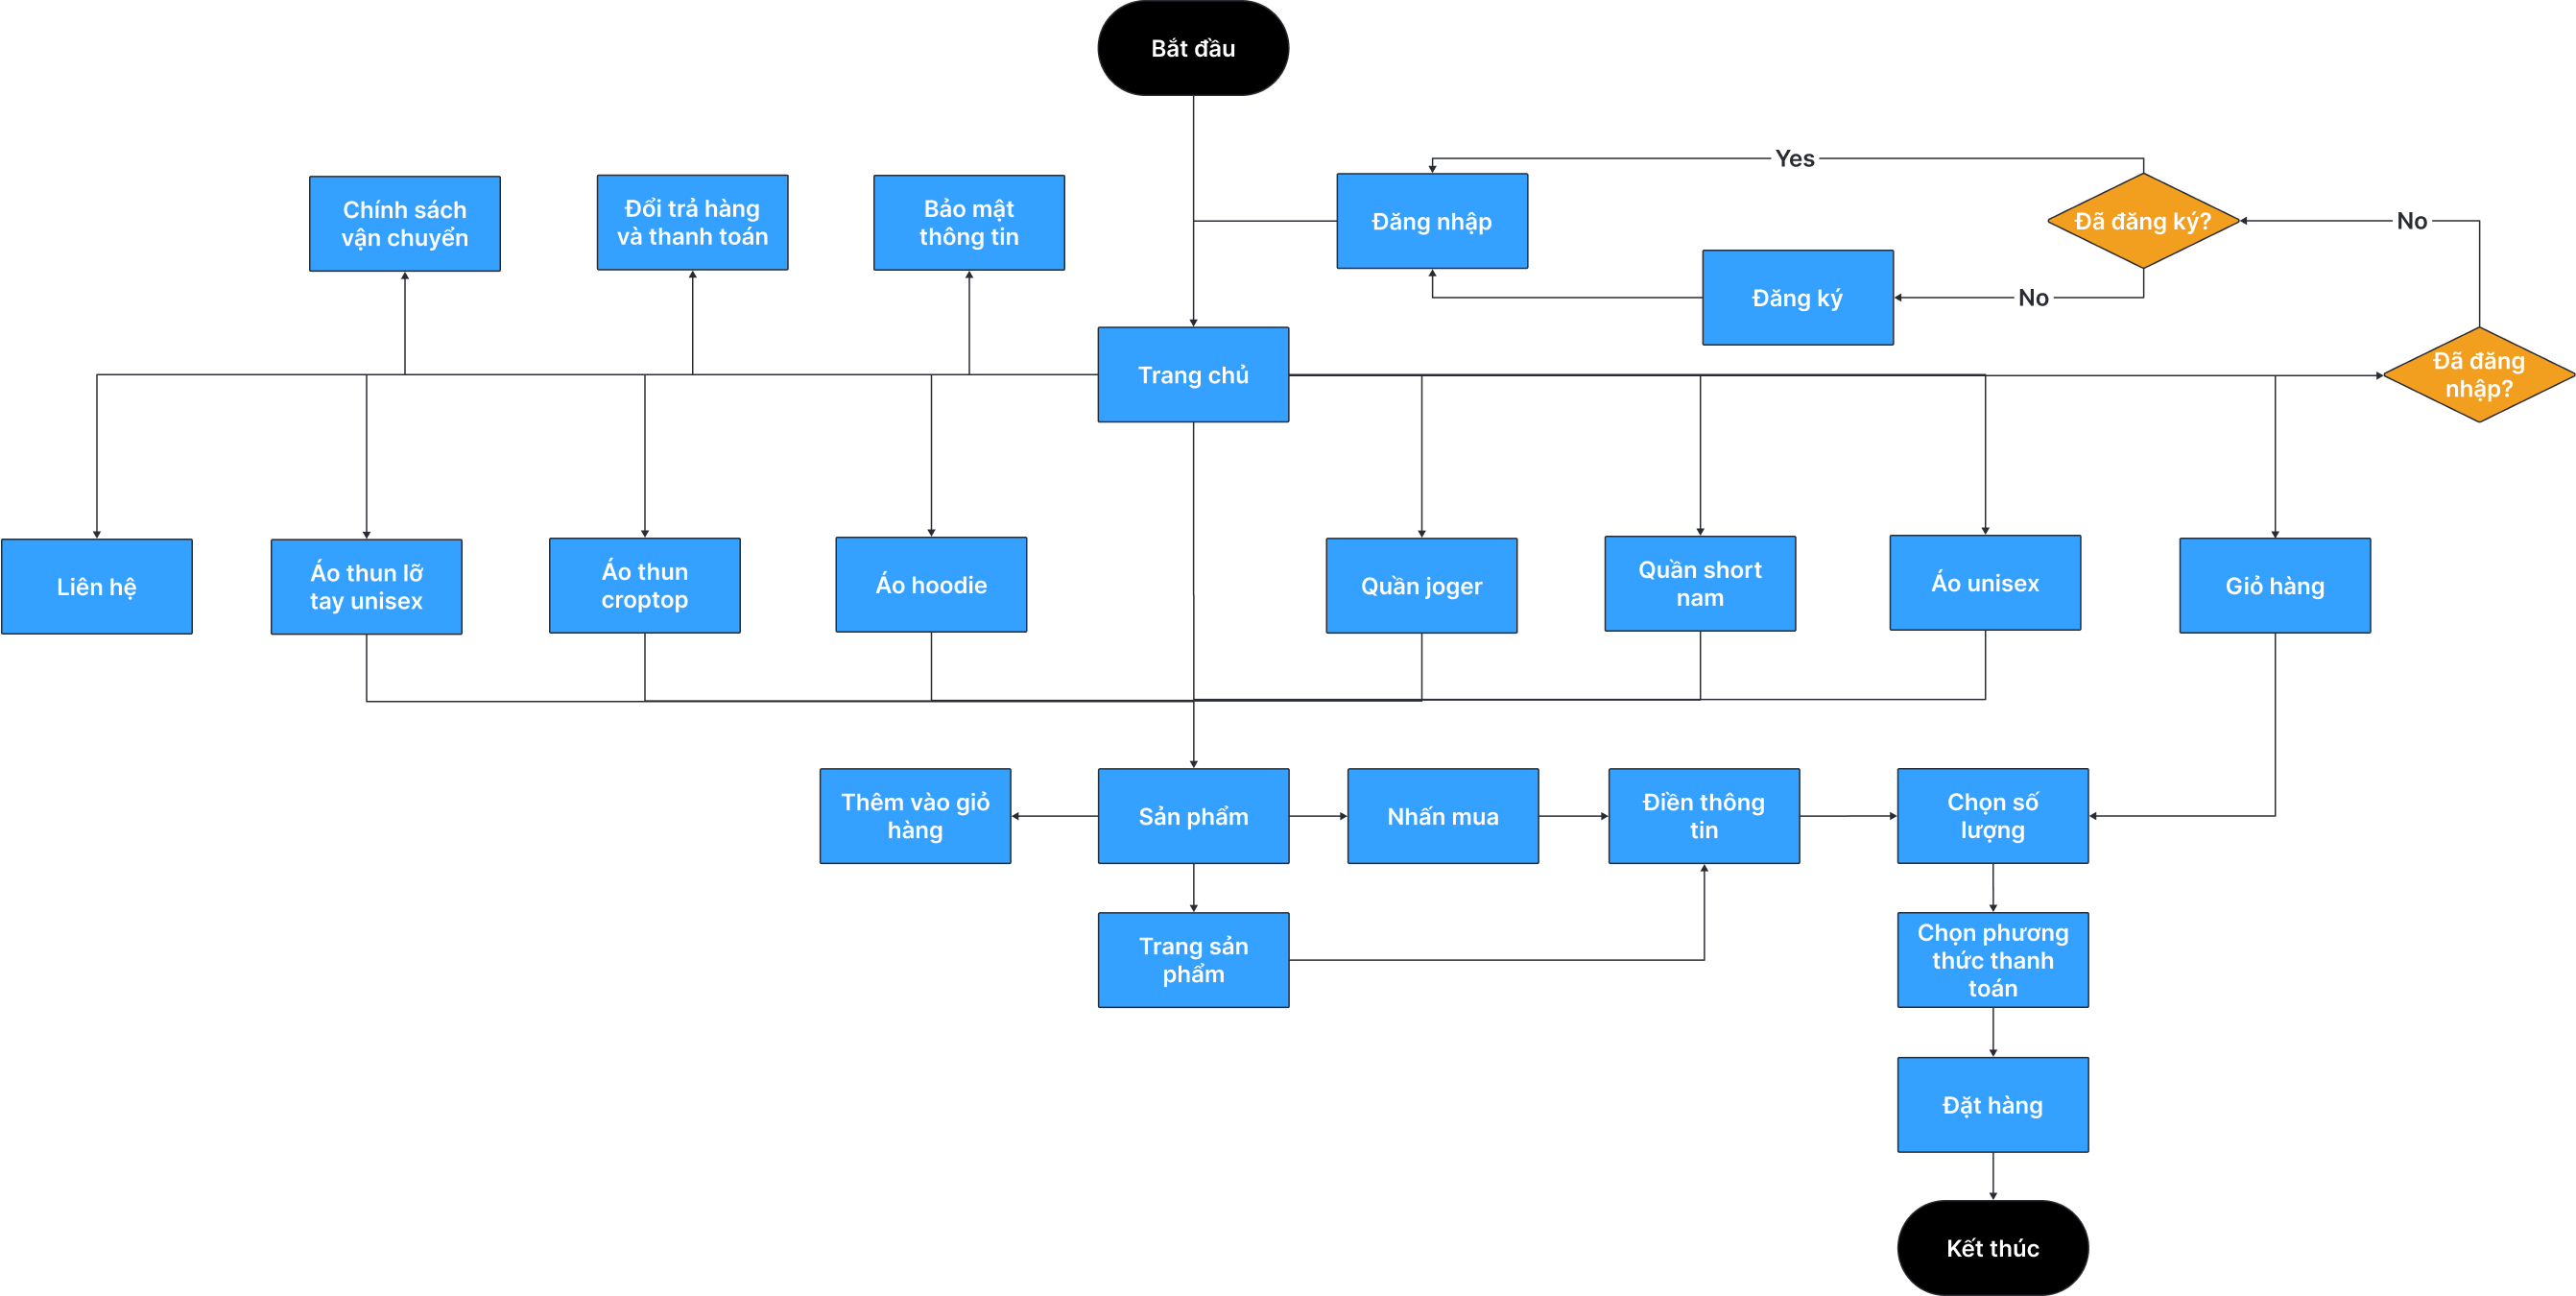 Bắt đầu
Yes
Chính sách
vận chuyển
Đổi trả hàng
và thanh toán
Bảo mật
thông tin
Đăng nhập
Đã đăng ký?
No
Đăng ký
No
Trang chủ
Đã đăng
nhập?
Liên hệ
Áo thun lỡ
tay unisex
Áo thun
croptop
Áo hoodie
Quần joger
Quần short
nam
Áo unisex
Giỏ hàng
Thêm vào giỏ
hàng
Sản phẩm
Nhấn mua
Điền thông
tin
Chọn số
lượng
Trang sản
phẩm
Chọn phương
thức thanh
toán
Đặt hàng
Kết thúc